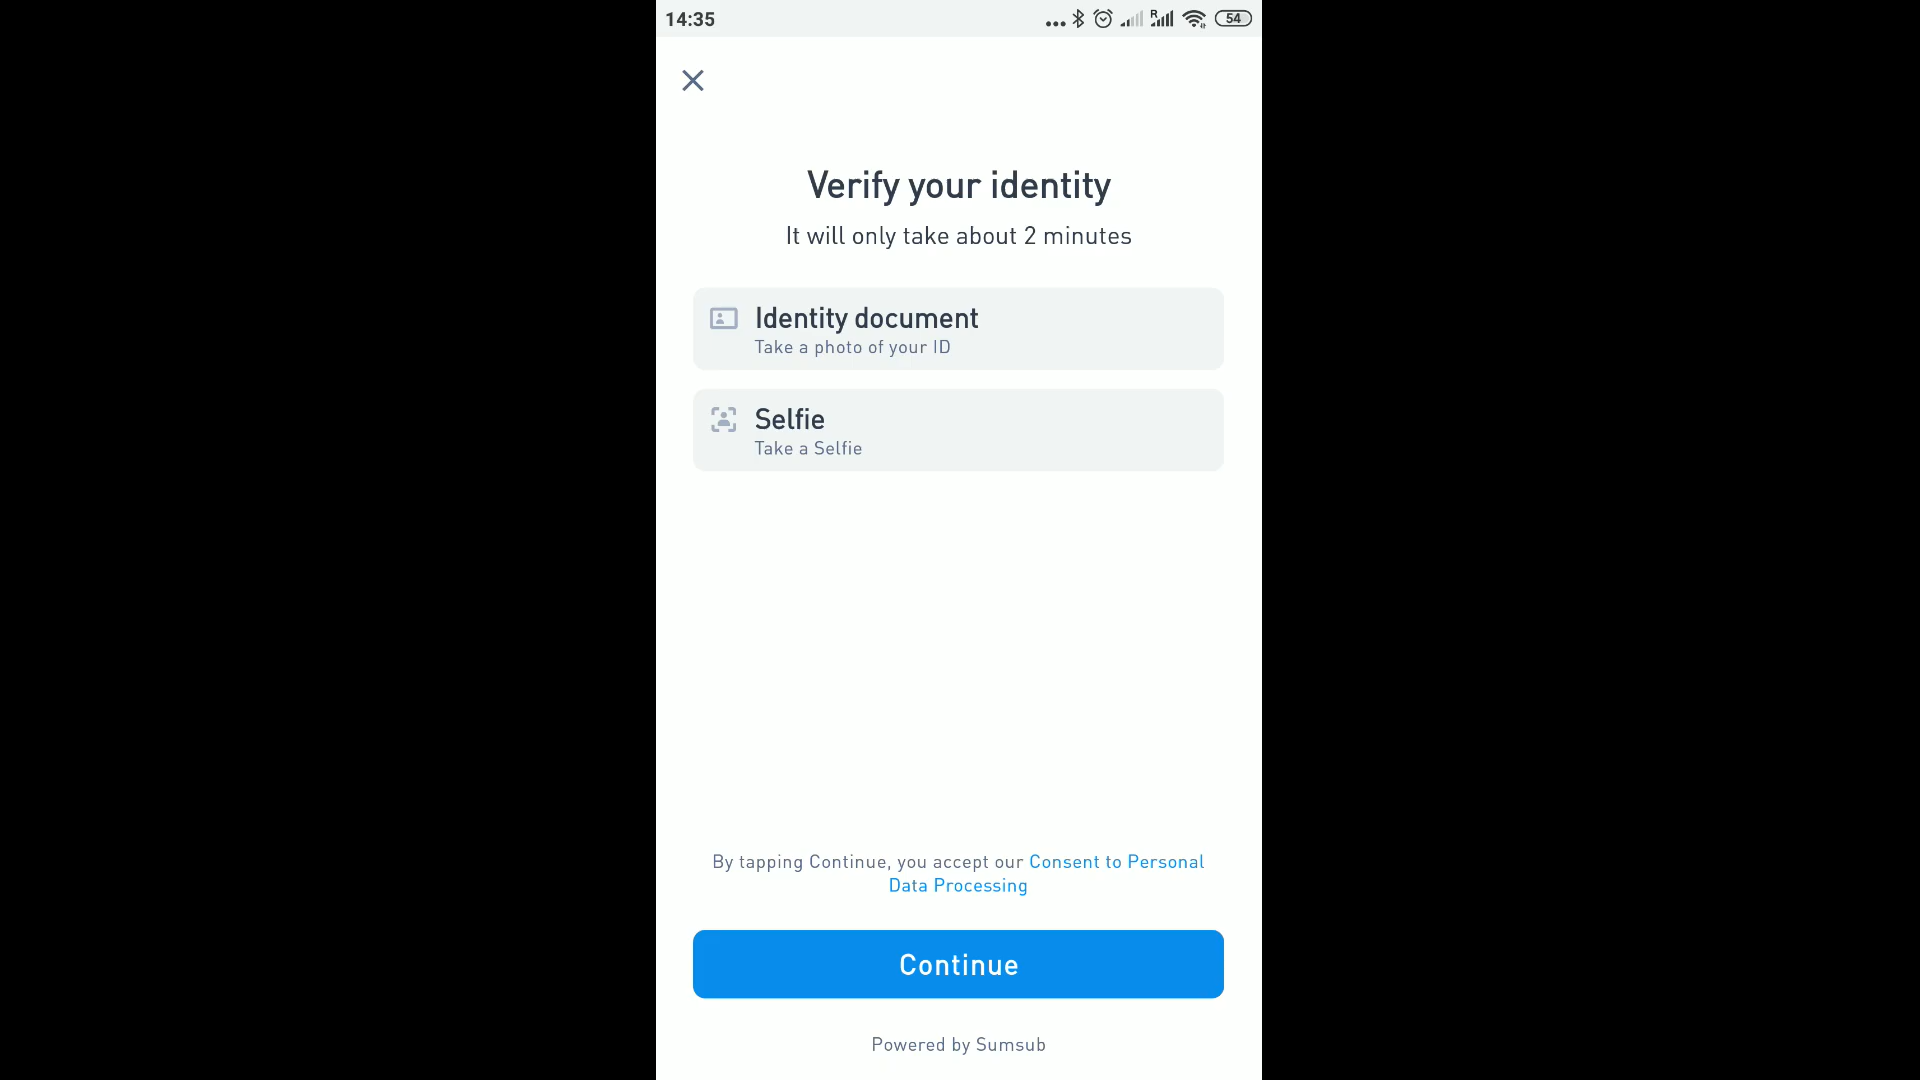 14:35
R
54
Verify your identity
It will only take about 2 minutes
Identity document
Take a photo of your ID
Selfie
Take a Selfie
By tapping Continue, you accept our Consent to Personal
Data Processing
Continue
Powered by Sumsub